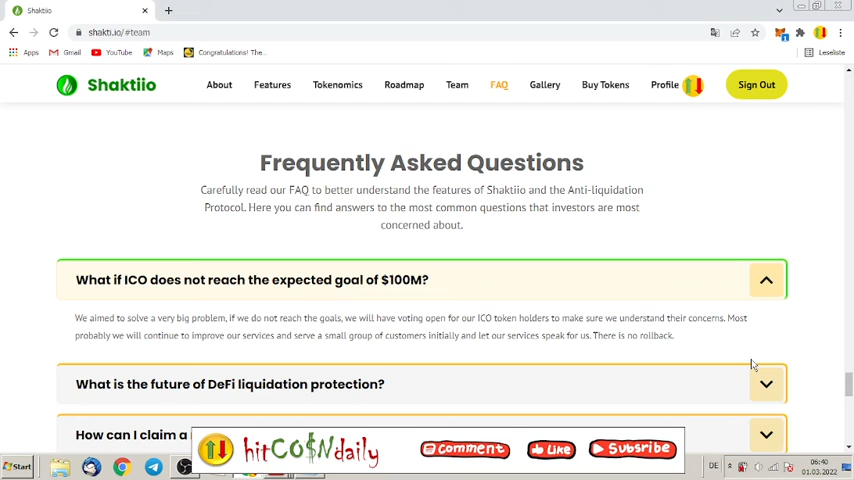 Shaktiio
shakti.io/#team
Apps
Gmail
YouTube
Maps
Congratulations! The...
Leseliste
Shaktiio
About
Features
Tokenomics
Roadmap
Team
FAQ
Gallery
Buy Tokens
Profile
Sign Out
Frequently Asked Questions
Carefully read our FAQ to better understand the features of Shaktiio and the Anti-liquidation
Protocol. Here you can find answers to the most common questions that investors are most
concerned about.
What if ICO does not reach the expected goal of $100M?
We aimed to solve a very big problem, if we do not reach the goals, we will have voting open for our ICO token holders to make sure we understand their concerns. Most
probably we will continue to improve our services and serve a small group of customers initially and let our services speak for us. There is no rollback.
What is the future of DeFi liquidation protection?
How can I claim a
hitCO$Ndaily
Comment
Like
Subscribe
Start
DE
06:40
01.03.2022